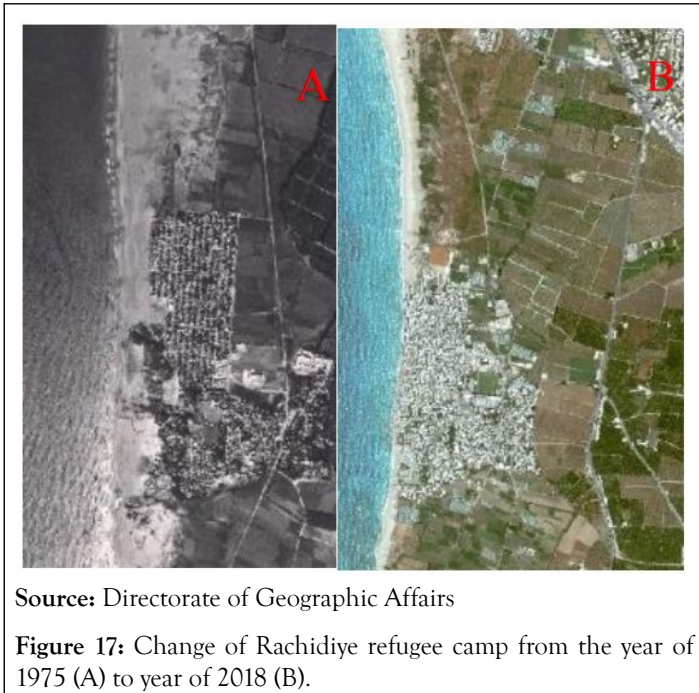 A
B
Source: Directorate of Geographic Affairs
Figure 17: Change of Rachidiye refugee camp from the year of
1975 (A) to year of 2018 (B).